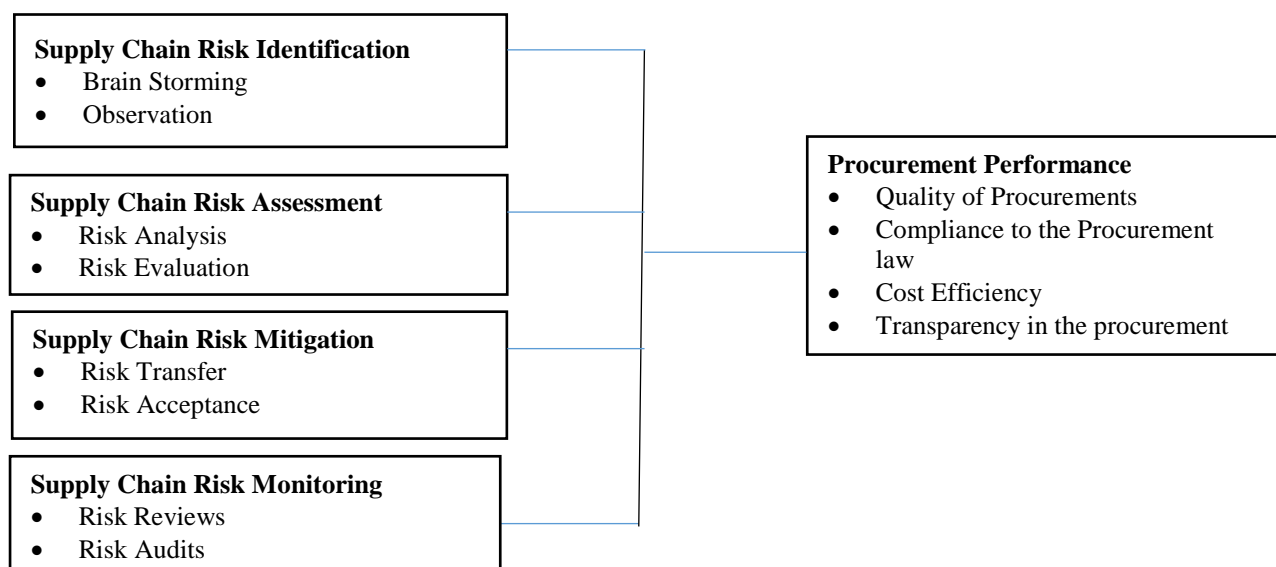 Supply Chain Risk Identification
• Brain Storming
• Observation
Supply Chain Risk Assessment
• Risk Analysis
• Risk Evaluation
Supply Chain Risk Mitigation
• Risk Transfer
• Risk Acceptance
Supply Chain Risk Monitoring
• Risk Reviews
• Risk Audits
Procurement Performance
• Quality of Procurements
• Compliance to the Procurement
law
• Cost Efficiency
• Transparency in the procurement